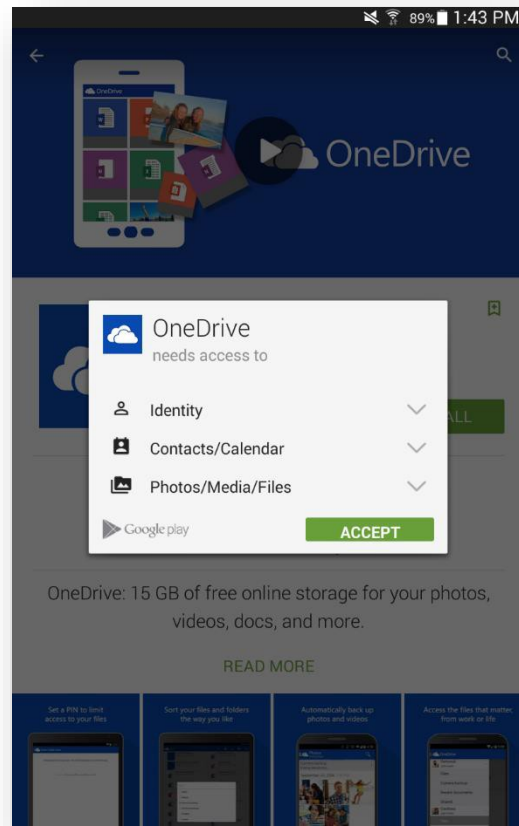 89% 1:43 PM
OneDrive
OneDrive
OneDrive
needs access to
Identity
ALL
Contacts/Calendar
Photos/Media/Files
Google play
ACCEPT
OneDrive: 15 GB of free online storage for your photos,
videos, docs, and more.
READ MORE
Set a PIN to limit
access to your files
Sort your files and folders
the way you like
Automatically back up
photos and videos
Access the files that matter,
from work or life